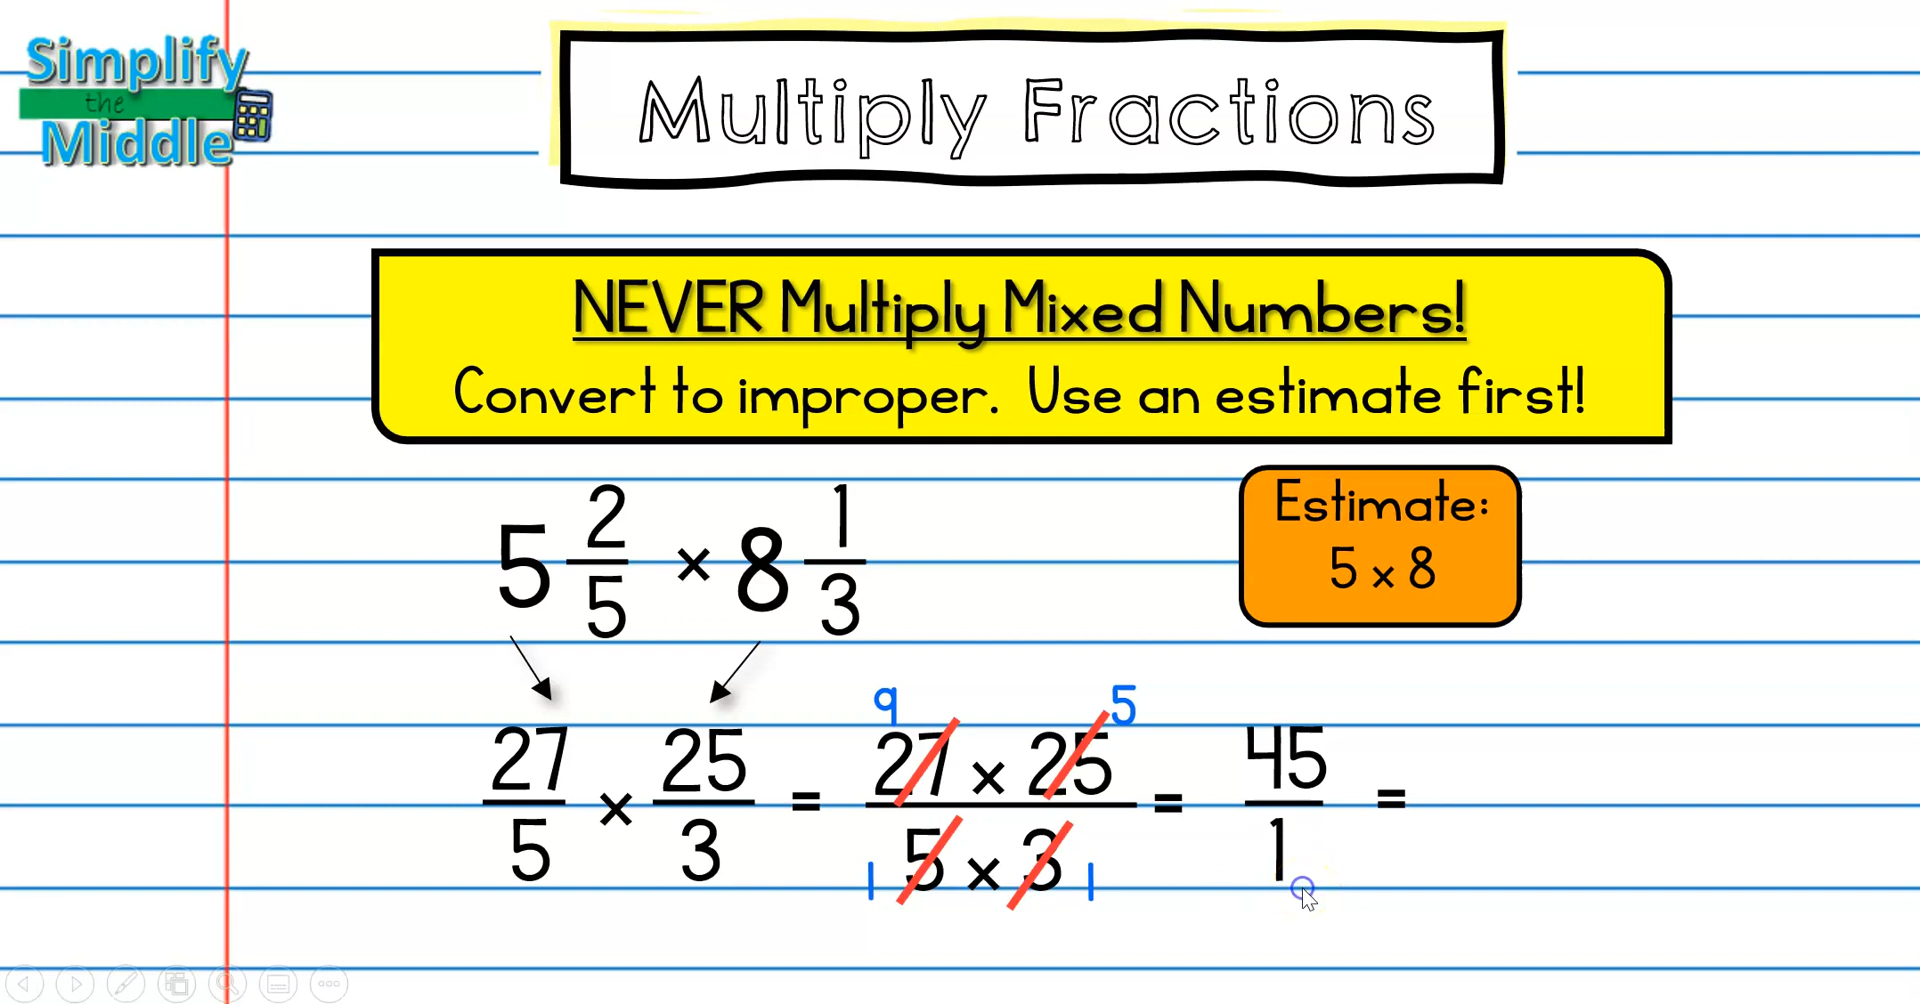 Simplify
the
Middle
Multiply Fractions
NEVER Multiply Mixed Numbers!
Convert to improper. Use an estimate first!
5 2/5 × 8 1/3
Estimate:
5 × 8
9 5
27/5 × 25/3 = 27 × 25 / 5 × 3 = 45/1 =
1 1